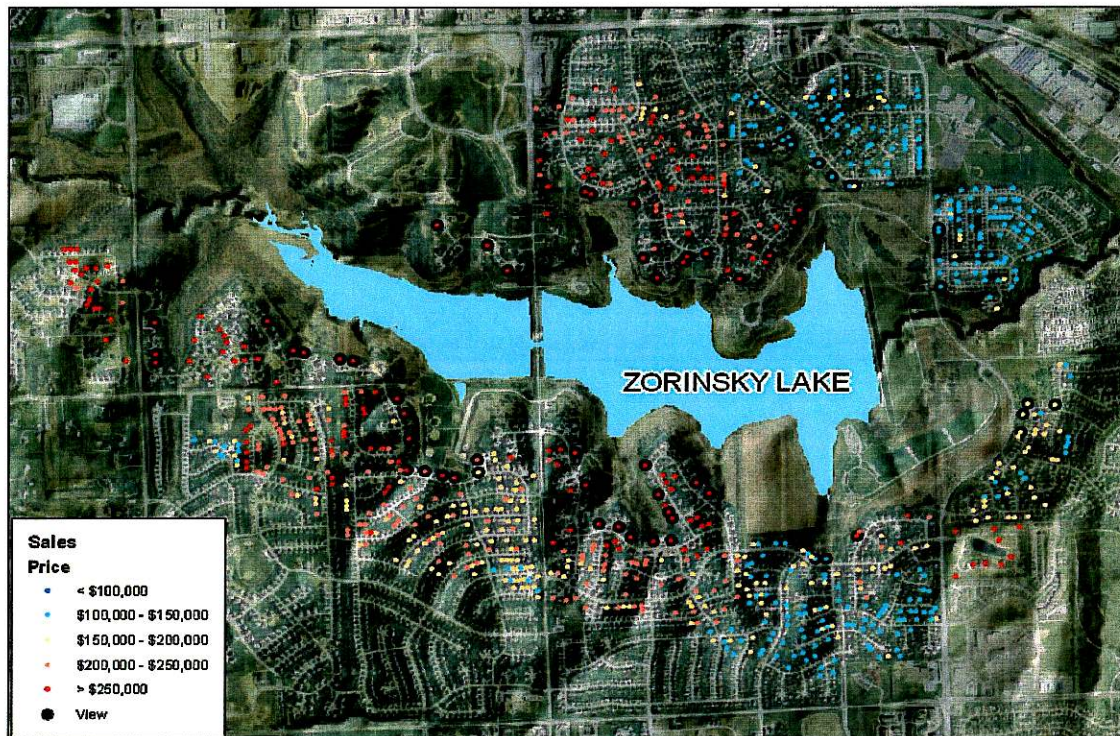 ZORINSKY LAKE
Sales
Price
< $100,000
$100,000 - $150,000
$150,000 - $200,000
$200,000 - $250,000
> $250,000
View